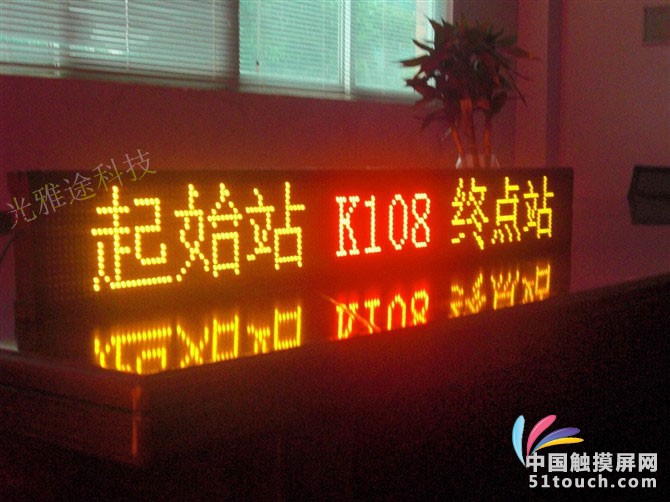 光雅途科技
起始站 K108 终点站
中国触摸屏网
51touch.com